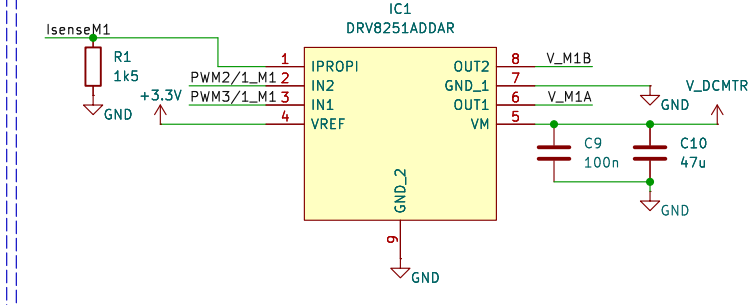 IC1
DRV8251ADDAR
IsenseM1
R1
1k5
GND
1 IPROPI
PWM2/1_M1 2 IN2
PWM3/1_M1 3 IN1
+3.3V
4 VREF
OUT2 8 V_M1B
GND_1 7
GND
OUT1 6 V_M1A
VM 5
V_DCMTR
C9
100n
C10
47u
GND
GND_2
9
GND